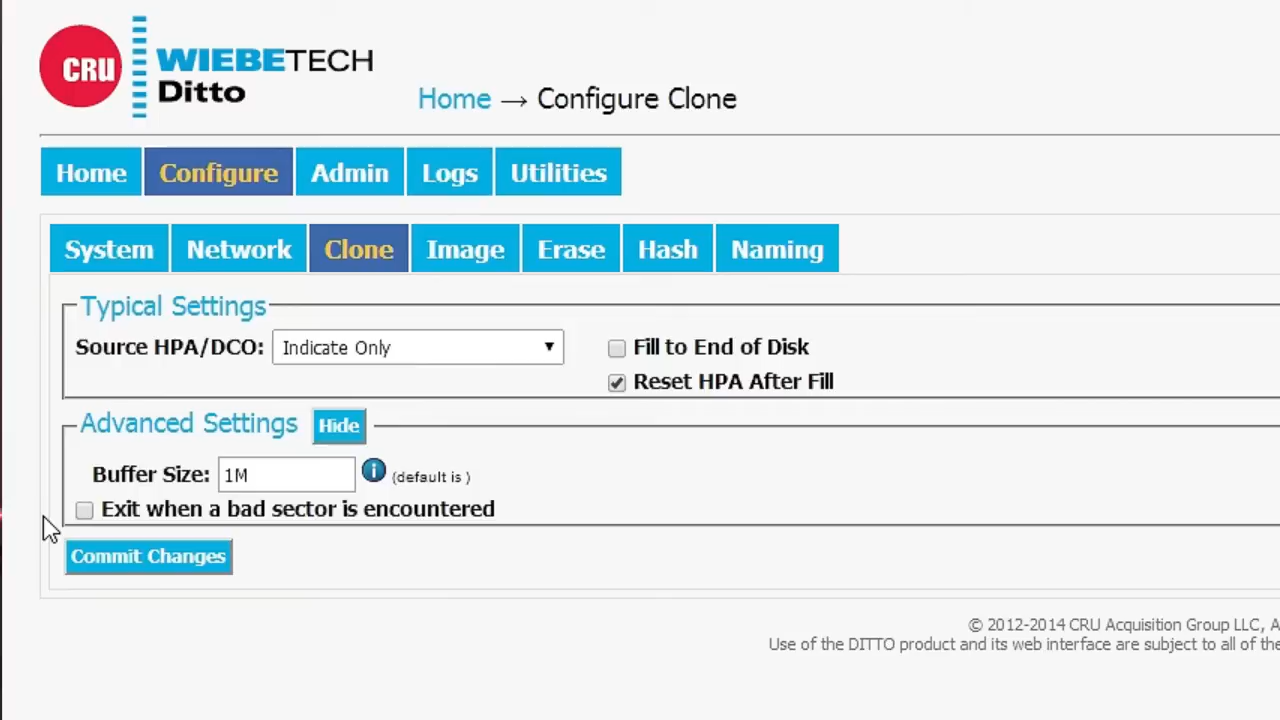 CRU WIEBETECH
Ditto
Home → Configure Clone
Home Configure Admin Logs Utilities
System Network Clone Image Erase Hash Naming
Typical Settings
Source HPA/DCO: Indicate Only Fill to End of Disk
Reset HPA After Fill
Advanced Settings Hide
Buffer Size: 1M i (default is )
Exit when a bad sector is encountered
Commit Changes
© 2012-2014 CRU Acquisition Group LLC, A
Use of the DITTO product and its web interface are subject to all of the